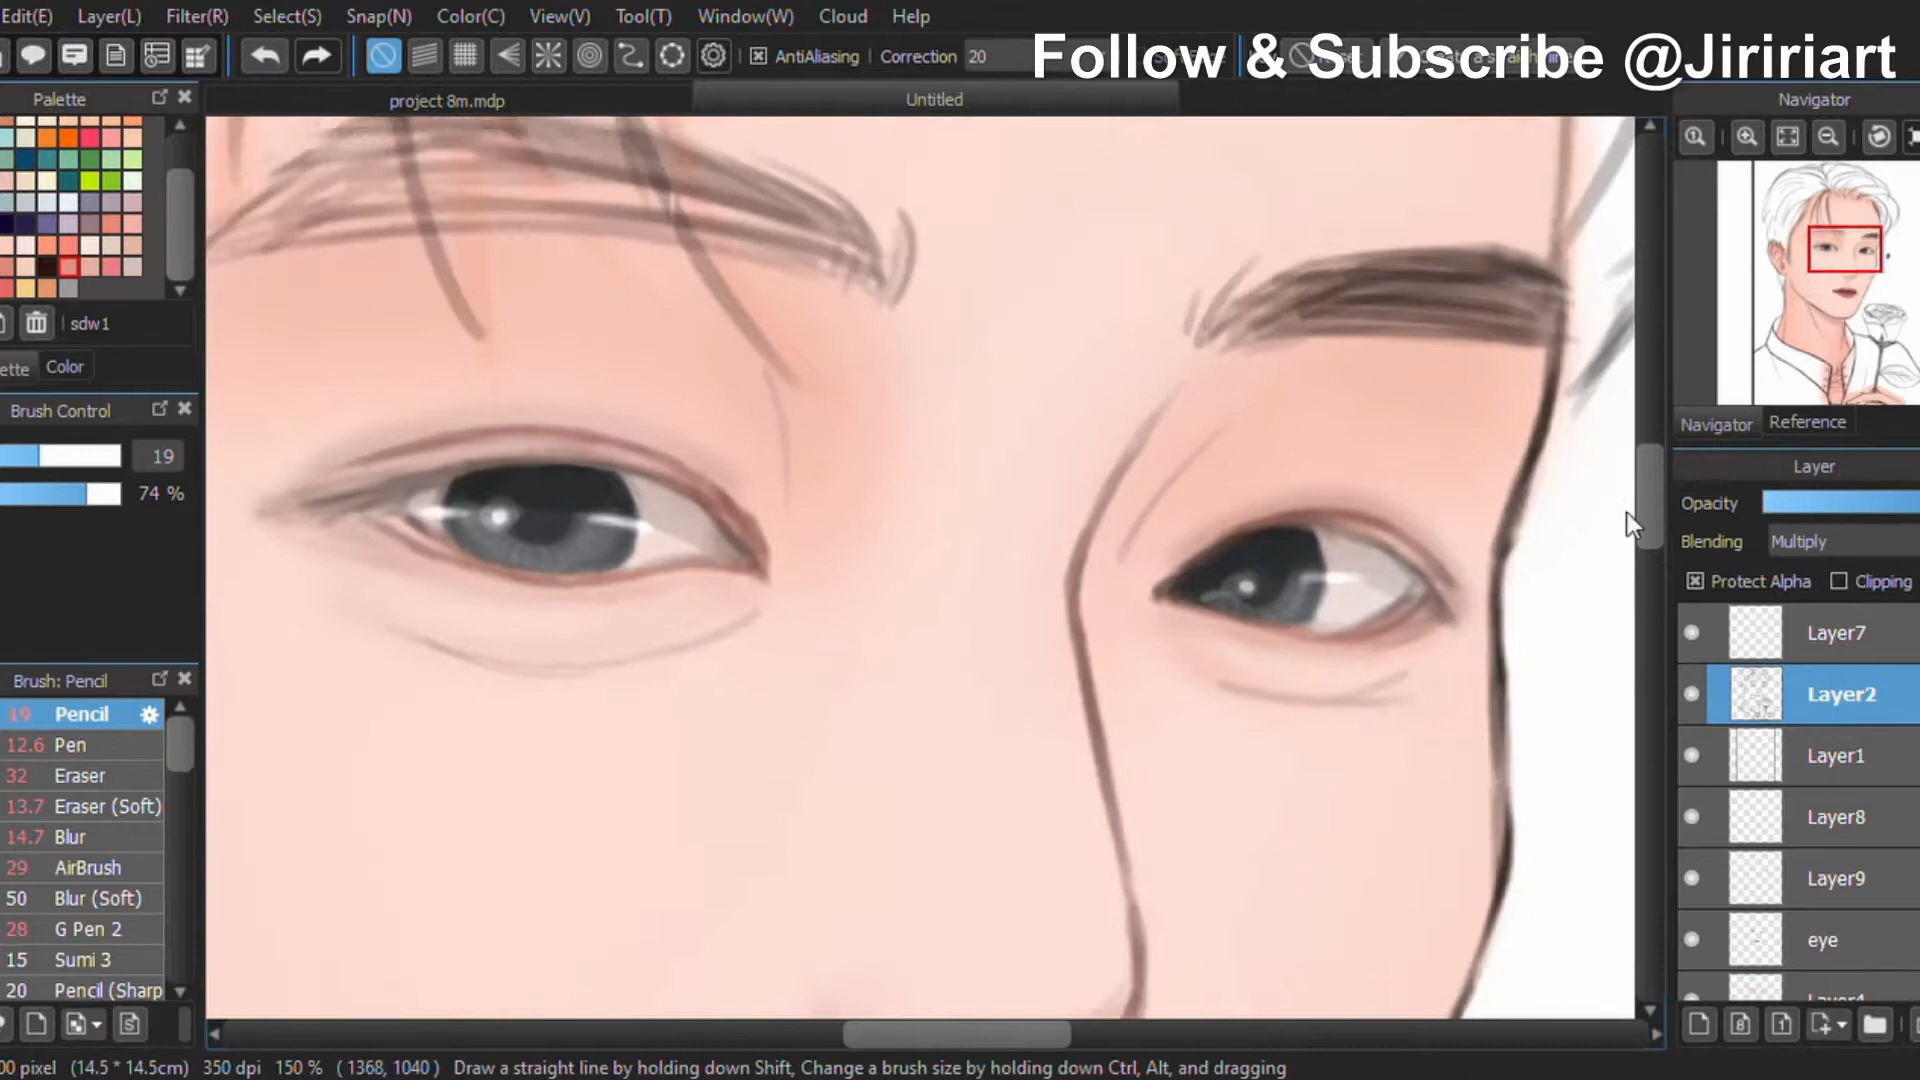 Edit(E) Layer(L) Filter(R) Select(S) Snap(N) Color(C) View(V) Tool(T) Window(W) Cloud Help
AntiAliasing Correction 20
Follow & Subscribe @Jiririart
Palette
project 8m.mdp
Untitled
Navigator
sdw1
ette Color
Brush Control
19
74 %
Brush: Pencil
19 Pencil
12.6 Pen
32 Eraser
13.7 Eraser (Soft)
14.7 Blur
29 AirBrush
50 Blur (Soft)
28 G Pen 2
15 Sumi 3
20 Pencil (Sharp
Navigator Reference
Layer
Opacity
Blending Multiply
Protect Alpha Clipping
Layer7
Layer2
Layer1
Layer8
Layer9
eye
Layer4
00 pixel (14.5 * 14.5cm) 350 dpi 150 % ( 1368, 1040 ) Draw a straight line by holding down Shift, Change a brush size by holding down Ctrl, Alt, and dragging